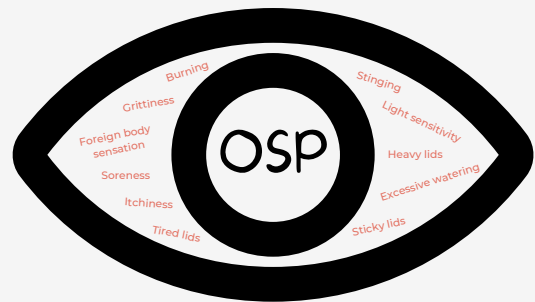 Burning
Grittiness
Foreign body
sensation
Soreness
Itchiness
Tired lids
OSP
Stinging
Light sensitivity
Heavy lids
Excessive watering
Sticky lids